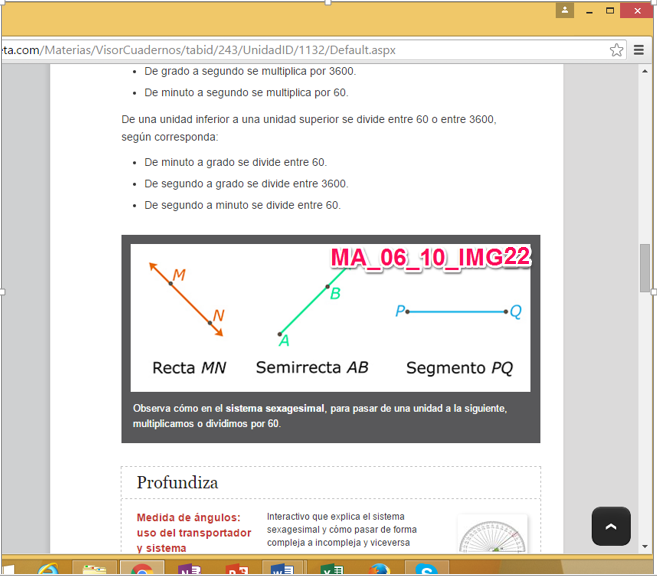 eta.com/Materias/VisorCuadernos/tabid/243/UnidadID/1132/Default.aspx
• De grado a segundo se multiplica por 3600.
• De minuto a segundo se multiplica por 60.
De una unidad inferior a una unidad superior se divide entre 60 o entre 3600,
según corresponda:
• De minuto a grado se divide entre 60.
• De segundo a grado se divide entre 3600.
• De segundo a minuto se divide entre 60.
MA_06_10_IMG22
M
N
A
B
P
Q
Recta MN
Semirrecta AB
Segmento PQ
Observa cómo en el sistema sexagesimal, para pasar de una unidad a la siguiente,
multiplicamos o dividimos por 60.
Profundiza
Medida de ángulos:
uso del transportador
y sistema
Interactivo que explica el sistema
sexagesimal y cómo pasar de forma
compleja a incompleja y viceversa